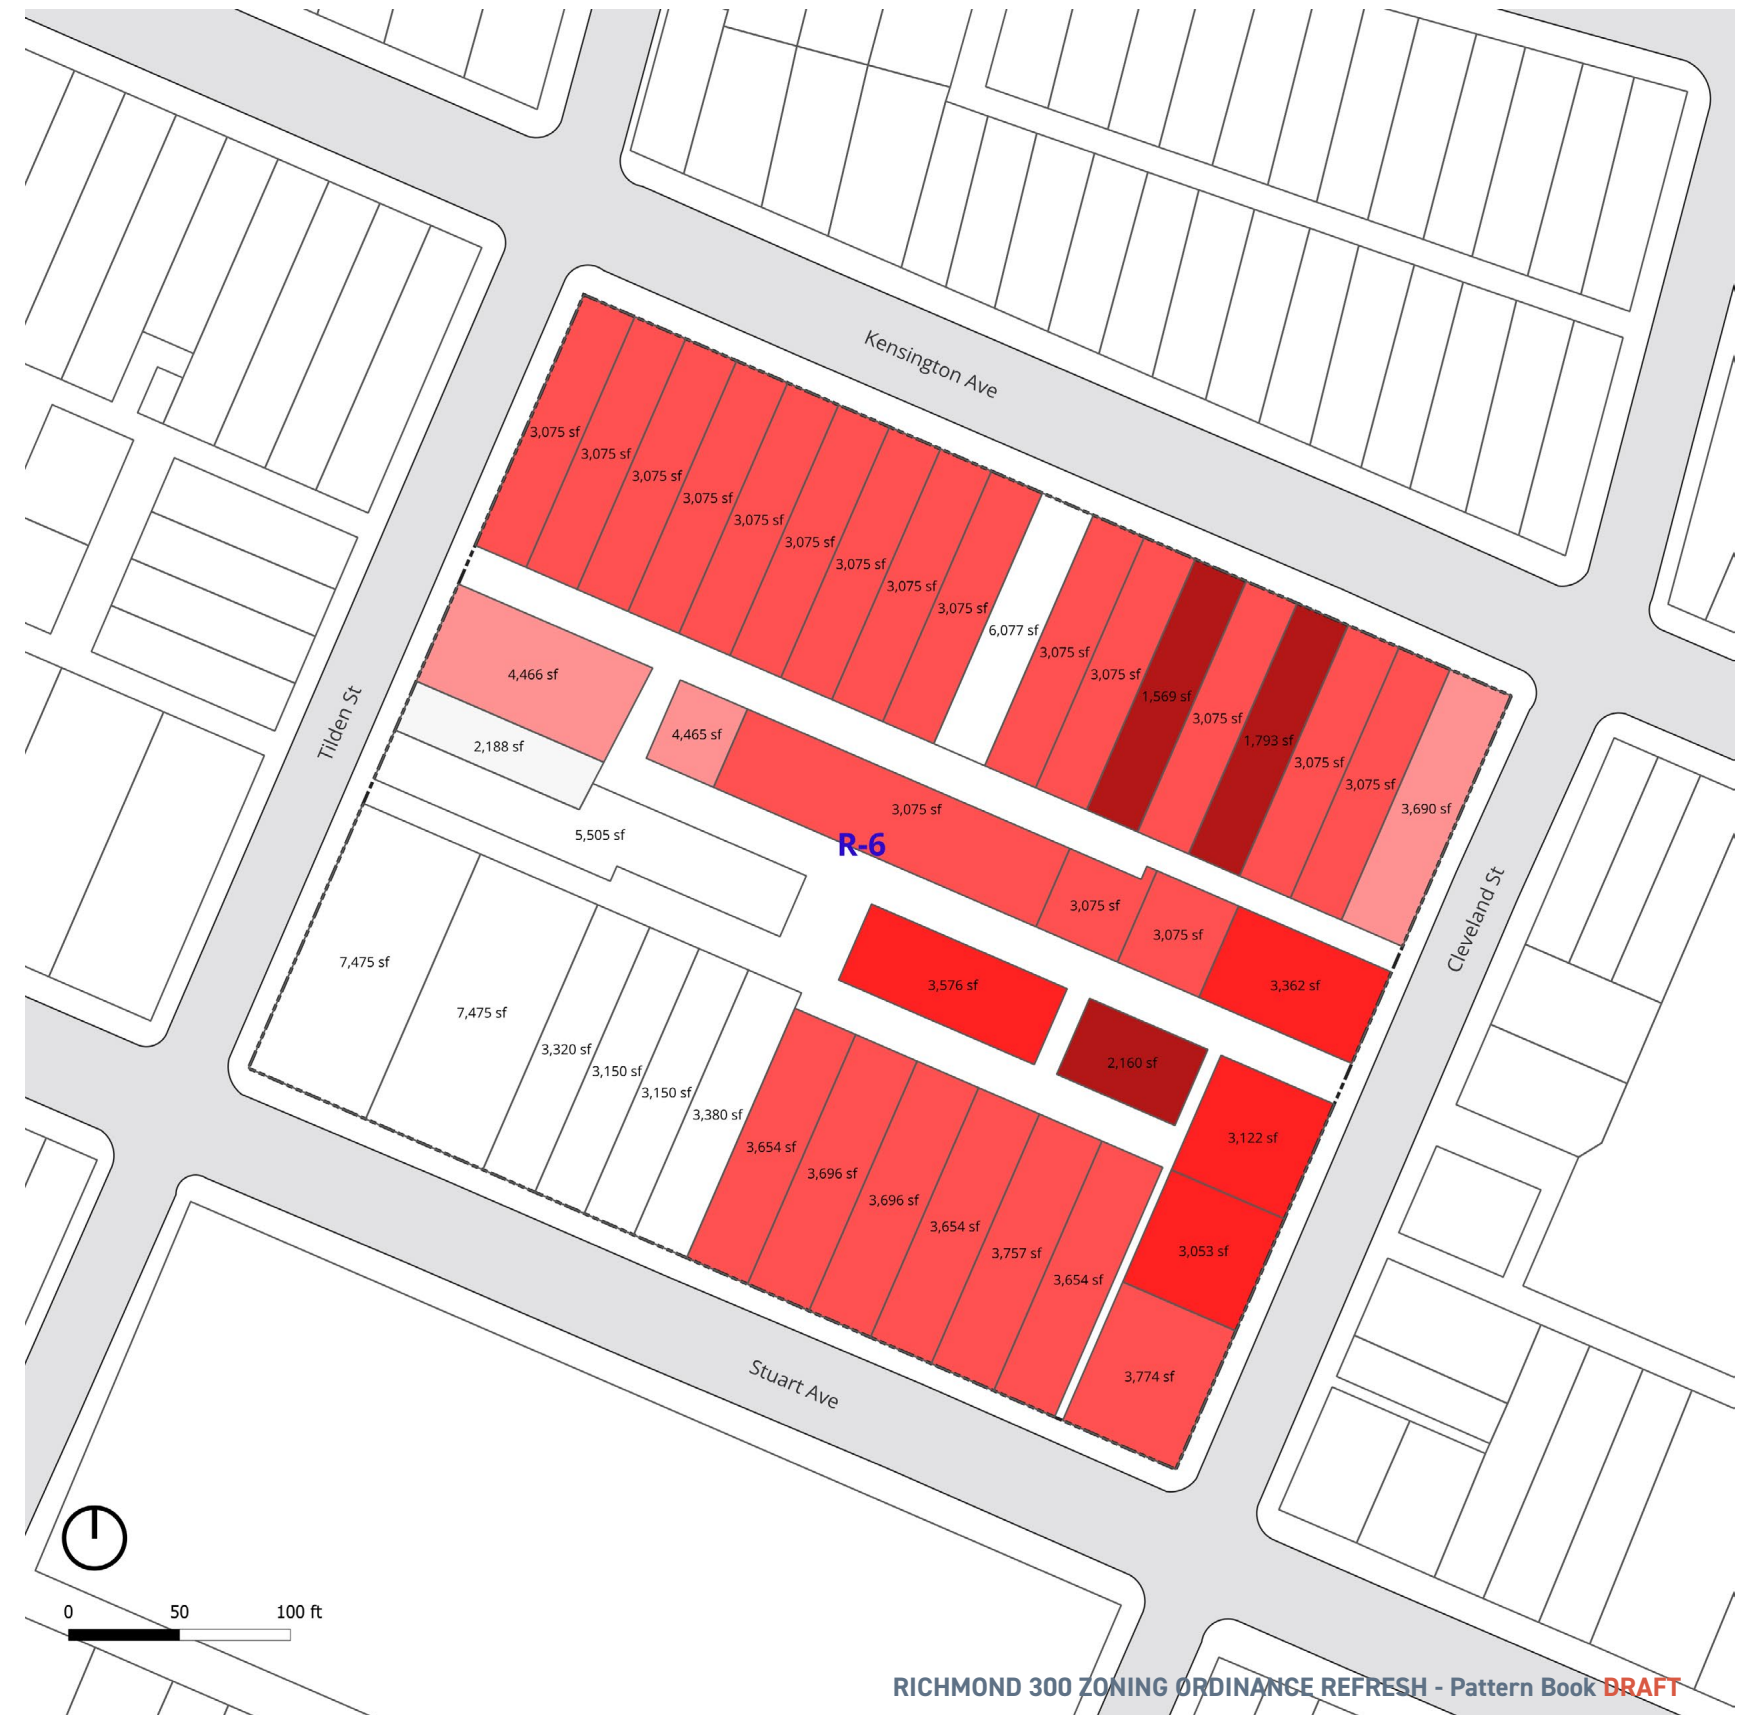 Kensington Ave
3,075 sf
3,075 sf
3,075 sf
3,075 sf
3,075 sf
3,075 sf
3,075 sf
3,075 sf
3,075 sf
6,077 sf
3,075 sf
3,075 sf
1,569 sf
3,075 sf
1,793 sf
3,075 sf
3,075 sf
3,690 sf
4,466 sf
2,188 sf
4,465 sf
3,075 sf
R-6
5,505 sf
3,075 sf
3,075 sf
3,362 sf
Tilden St
Cleveland St
7,475 sf
7,475 sf
3,320 sf
3,150 sf
3,150 sf
3,380 sf
3,576 sf
2,160 sf
3,122 sf
3,053 sf
3,774 sf
3,654 sf
3,696 sf
3,696 sf
3,654 sf
3,757 sf
3,654 sf
Stuart Ave
0 50 100 ft
RICHMOND 300 ZONING ORDINANCE REFRESH - Pattern Book DRAFT